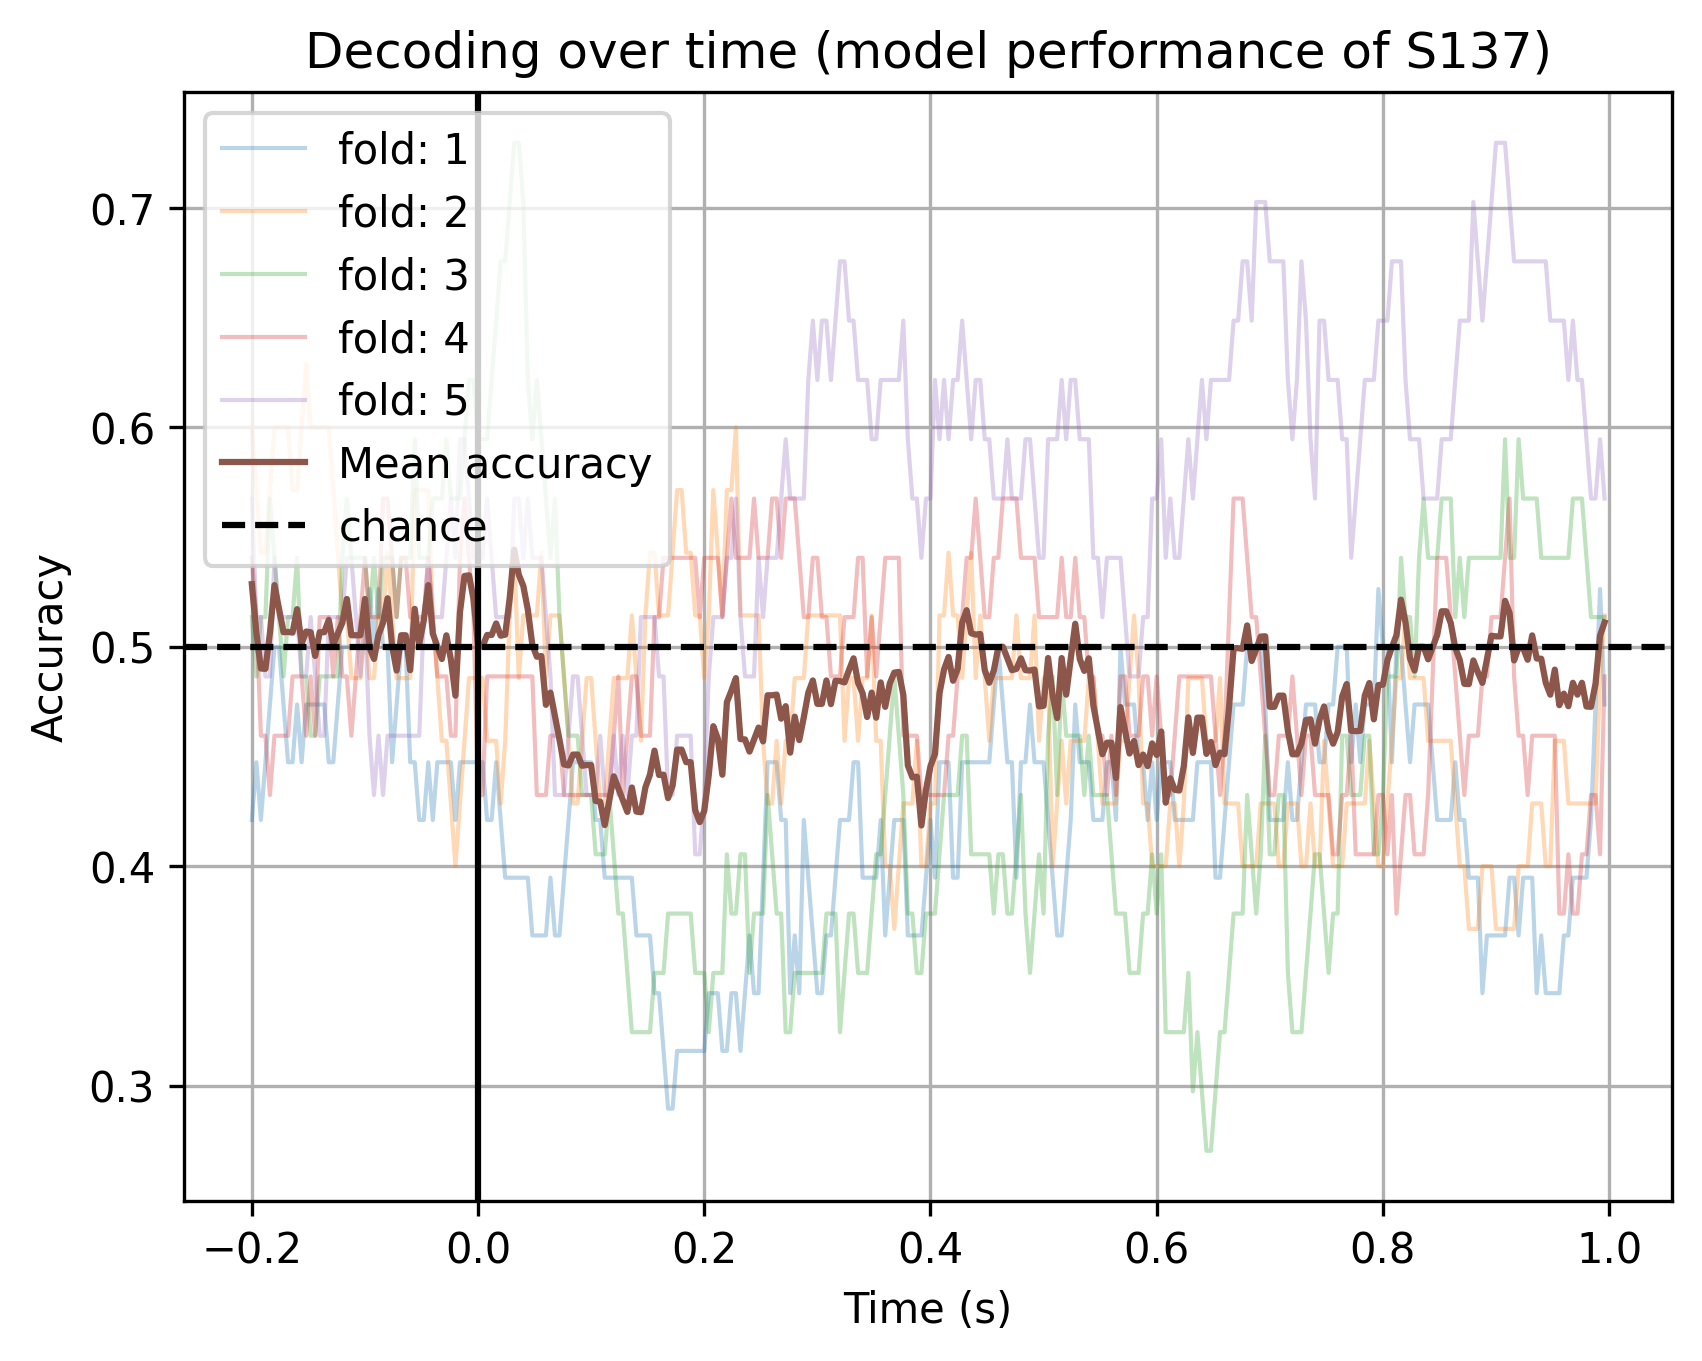 Decoding over time (model performance of S137)
fold: 1
fold: 2
fold: 3
fold: 4
fold: 5
Mean accuracy
chance
Accuracy
0.7
0.6
0.5
0.4
0.3
−0.2 0.0 0.2 0.4 0.6 0.8 1.0
Time (s)